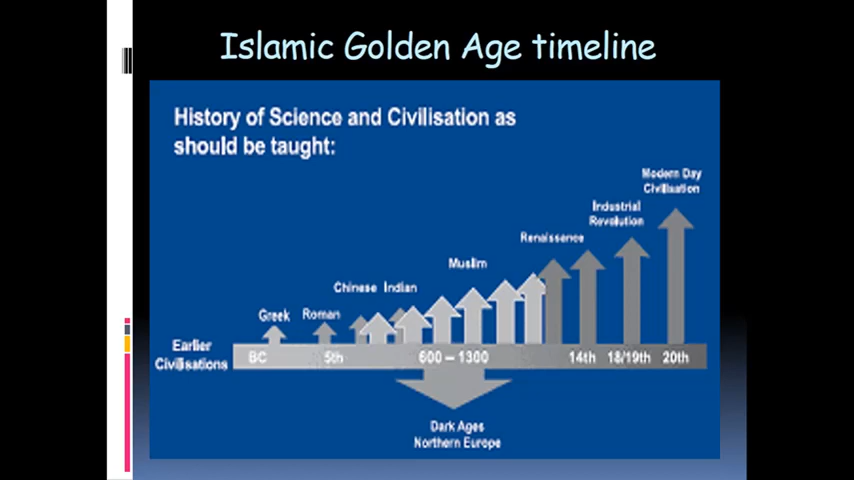 Islamic Golden Age timeline
History of Science and Civilisation as
should be taught:
Modern Day
Civilisation
Industrial
Revolution
Renaissance
Muslim
Chinese Indian
Greek Roman
Earlier
Civilisations
BC 5th 600 – 1300 14th 18/19th 20th
Dark Ages
Northern Europe